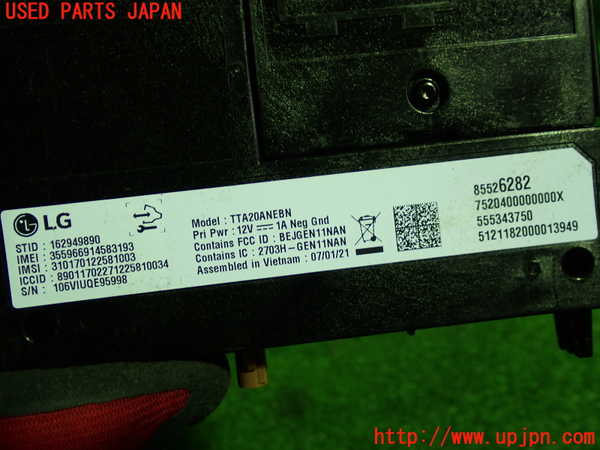 USED PARTS JAPAN
LG
STID : 162949890
IMEI : 355966914583193
IMSI : 310170122581003
ICCID : 89011702271225810034
S/N : 106VIUQE95998
Model : TTA20ANEBN
Pri Pwr : 12V ⎓ 1A Neg Gnd
Contains FCC ID : BEJGEN11NAN
Contains IC : 2703H-GEN11NAN
Assembled in Vietnam : 07/01/21
85526282
7520400000000X
555343750
5121182000013949
http://www.upjpn.com/